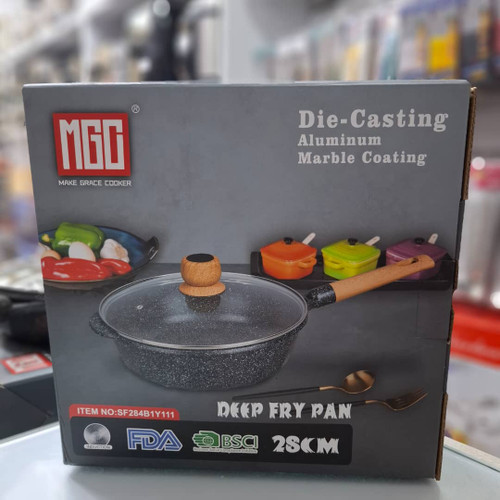 MGC
®
MAKE GRACE COOKER
Die-Casting
Aluminum
Marble Coating
ITEM NO:SF284B1Y111
DEEP FRY PAN
FDA
BSCI
28CM